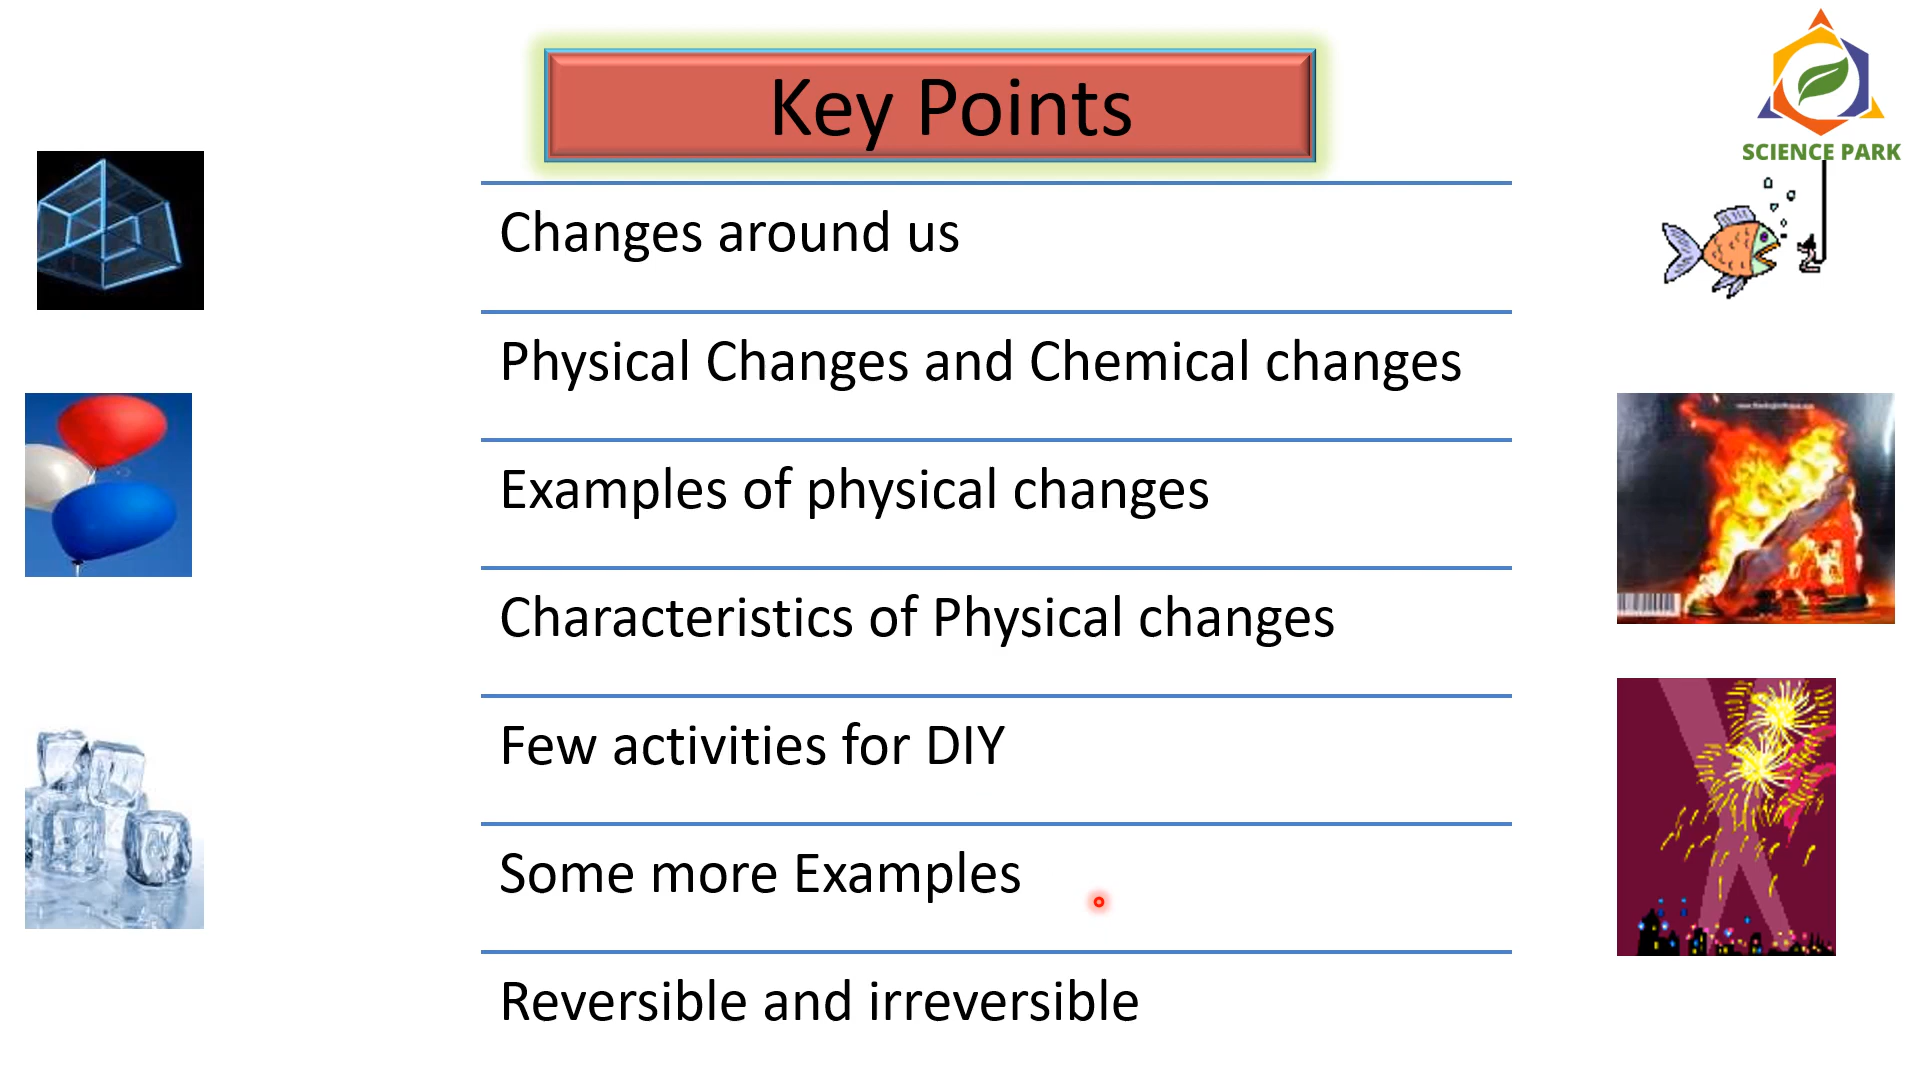 Key Points
SCIENCE PARK
Changes around us
Physical Changes and Chemical changes
Examples of physical changes
Characteristics of Physical changes
Few activities for DIY
Some more Examples
Reversible and irreversible